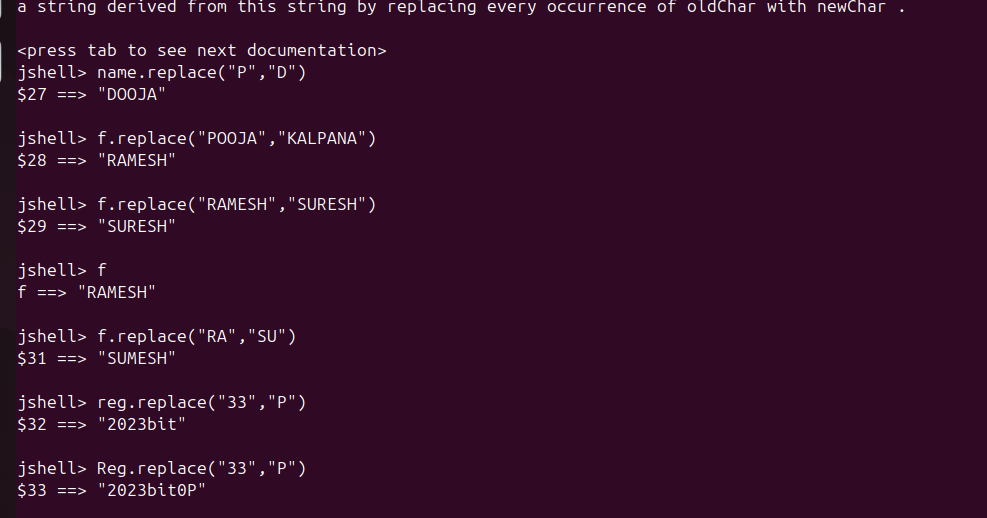 a string derived from this string by replacing every occurrence of oldChar with newChar .
<press tab to see next documentation>
jshell> name.replace("P","D")
$27 ==> "DOOJA"
jshell> f.replace("POOJA","KALPANA")
$28 ==> "RAMESH"
jshell> f.replace("RAMESH","SURESH")
$29 ==> "SURESH"
jshell> f
f ==> "RAMESH"
jshell> f.replace("RA","SU")
$31 ==> "SUMESH"
jshell> reg.replace("33","P")
$32 ==> "2023bit"
jshell> Reg.replace("33","P")
$33 ==> "2023bit0P"